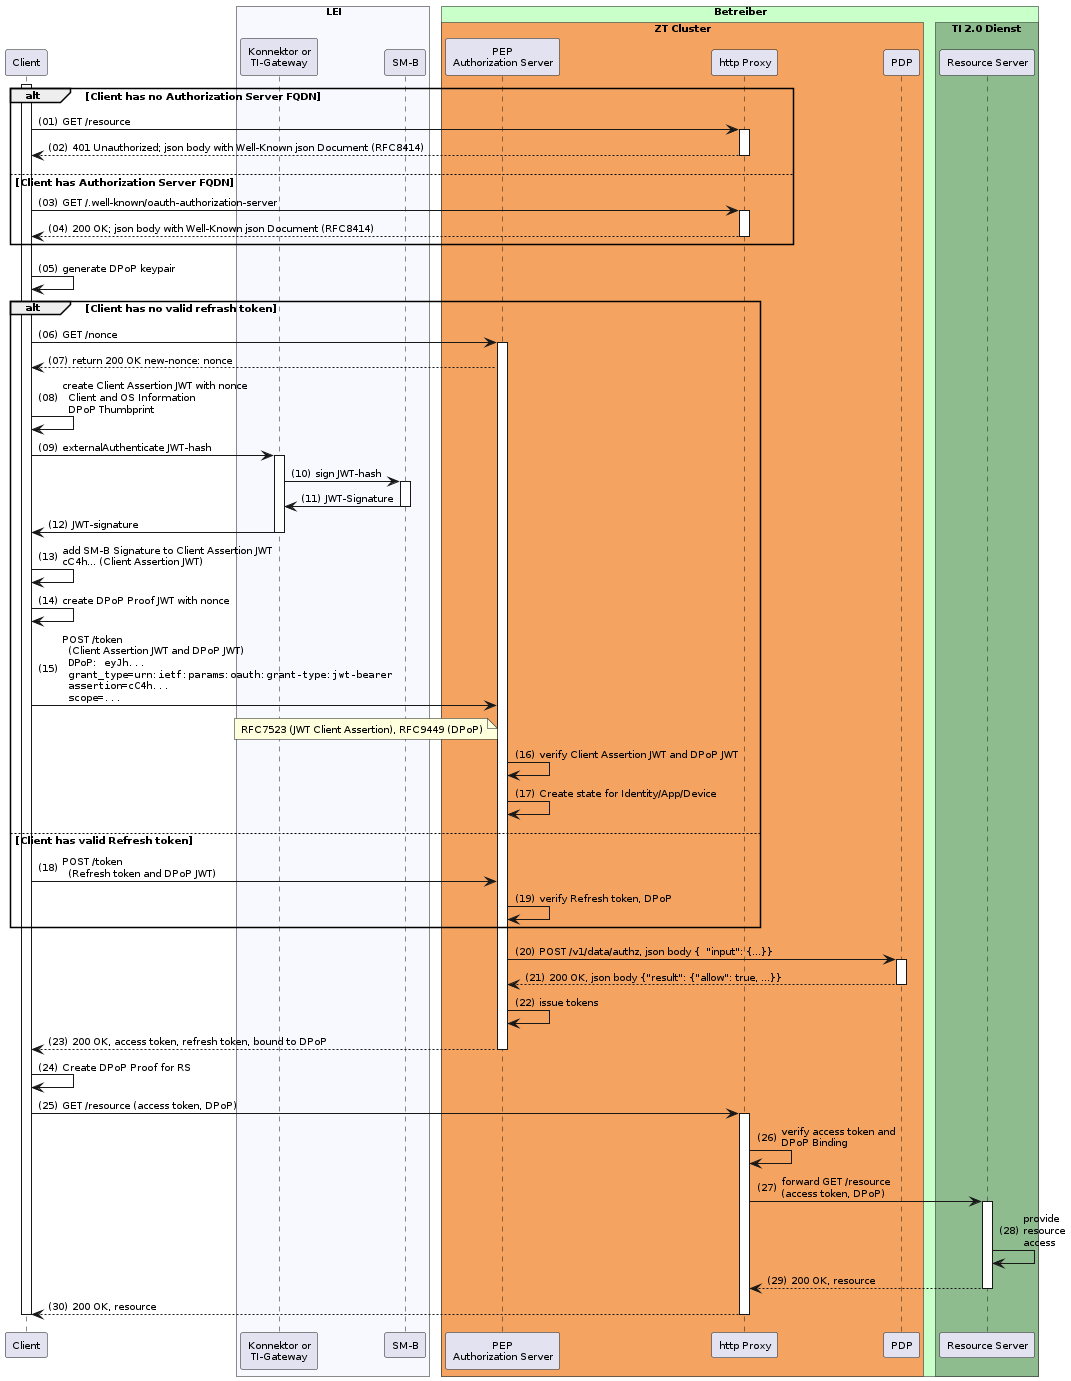 LEI
Betreiber
ZT Cluster
TI 2.0 Dienst
Client
Konnektor or
TI-Gateway
SM-B
PEP
Authorization Server
http Proxy
PDP
Resource Server
alt [Client has no Authorization Server FQDN]
(01) GET /resource
(02) 401 Unauthorized; json body with Well-Known json Document (RFC8414)
[Client has Authorization Server FQDN]
(03) GET /.well-known/oauth-authorization-server
(04) 200 OK; json body with Well-Known json Document (RFC8414)
(05) generate DPoP keypair
alt [Client has no valid refrash token]
(06) GET /nonce
(07) return 200 OK new-nonce: nonce
(08) create Client Assertion JWT with nonce
Client and OS Information
DPoP Thumbprint
(09) externalAuthenticate JWT-hash
(10) sign JWT-hash
(11) JWT-Signature
(12) JWT-signature
(13) add SM-B Signature to Client Assertion JWT
cC4h... (Client Assertion JWT)
(14) create DPoP Proof JWT with nonce
(15) POST /token
(Client Assertion JWT and DPoP JWT)
DPoP: eyJh...
grant_type=urn:ietf:params:oauth:grant-type:jwt-bearer
assertion=cC4h...
scope=...
RFC7523 (JWT Client Assertion), RFC9449 (DPoP)
(16) verify Client Assertion JWT and DPoP JWT
(17) Create state for Identity/App/Device
[Client has valid Refresh token]
(18) POST /token
(Refresh token and DPoP JWT)
(19) verify Refresh token, DPoP
(20) POST /v1/data/authz, json body { "input": {...}}
(21) 200 OK, json body {"result": {"allow": true, ...}}
(22) issue tokens
(23) 200 OK, access token, refresh token, bound to DPoP
(24) Create DPoP Proof for RS
(25) GET /resource (access token, DPoP)
(26) verify access token and
DPoP Binding
(27) forward GET /resource
(access token, DPoP)
(28) provide
resource
access
(29) 200 OK, resource
(30) 200 OK, resource
Client
Konnektor or
TI-Gateway
SM-B
PEP
Authorization Server
http Proxy
PDP
Resource Server